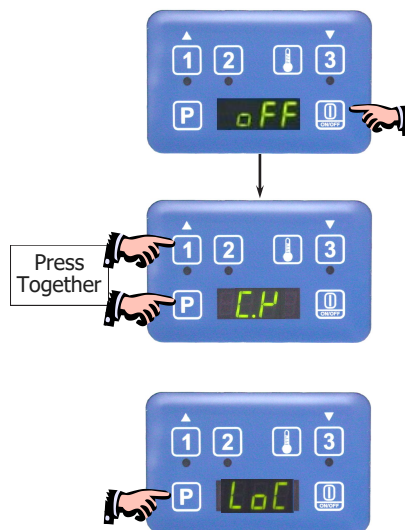 ▲ ▼
1 2 3
P oFF ON/OFF
▲ ▼
1 2 3
Press
Together
P ON/OFF
▲ ▼
1 2 3
P LoC ON/OFF